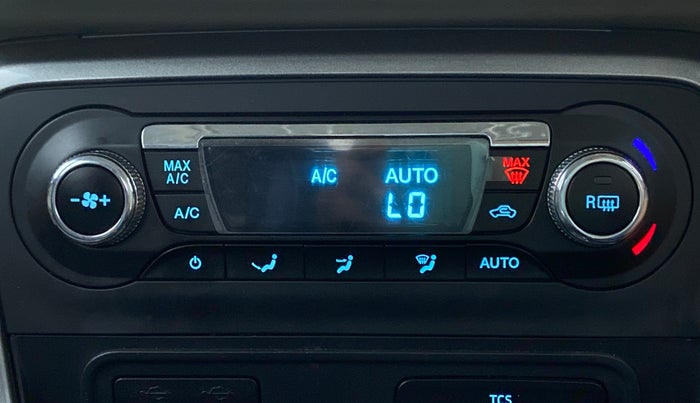 MAX
A/C
A/C
A/C
AUTO
LO
MAX
- +
R
AUTO
TCS